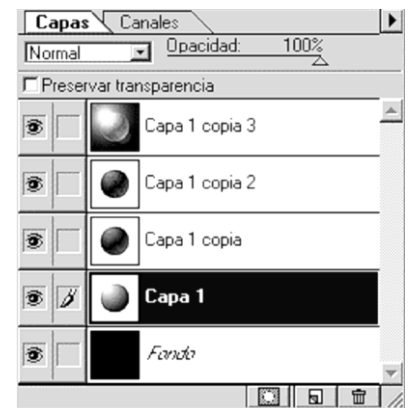 Capas Canales
Normal Opacidad: 100%
Preservar transparencia
Capa 1 copia 3
Capa 1 copia 2
Capa 1 copia
Capa 1
Fondo